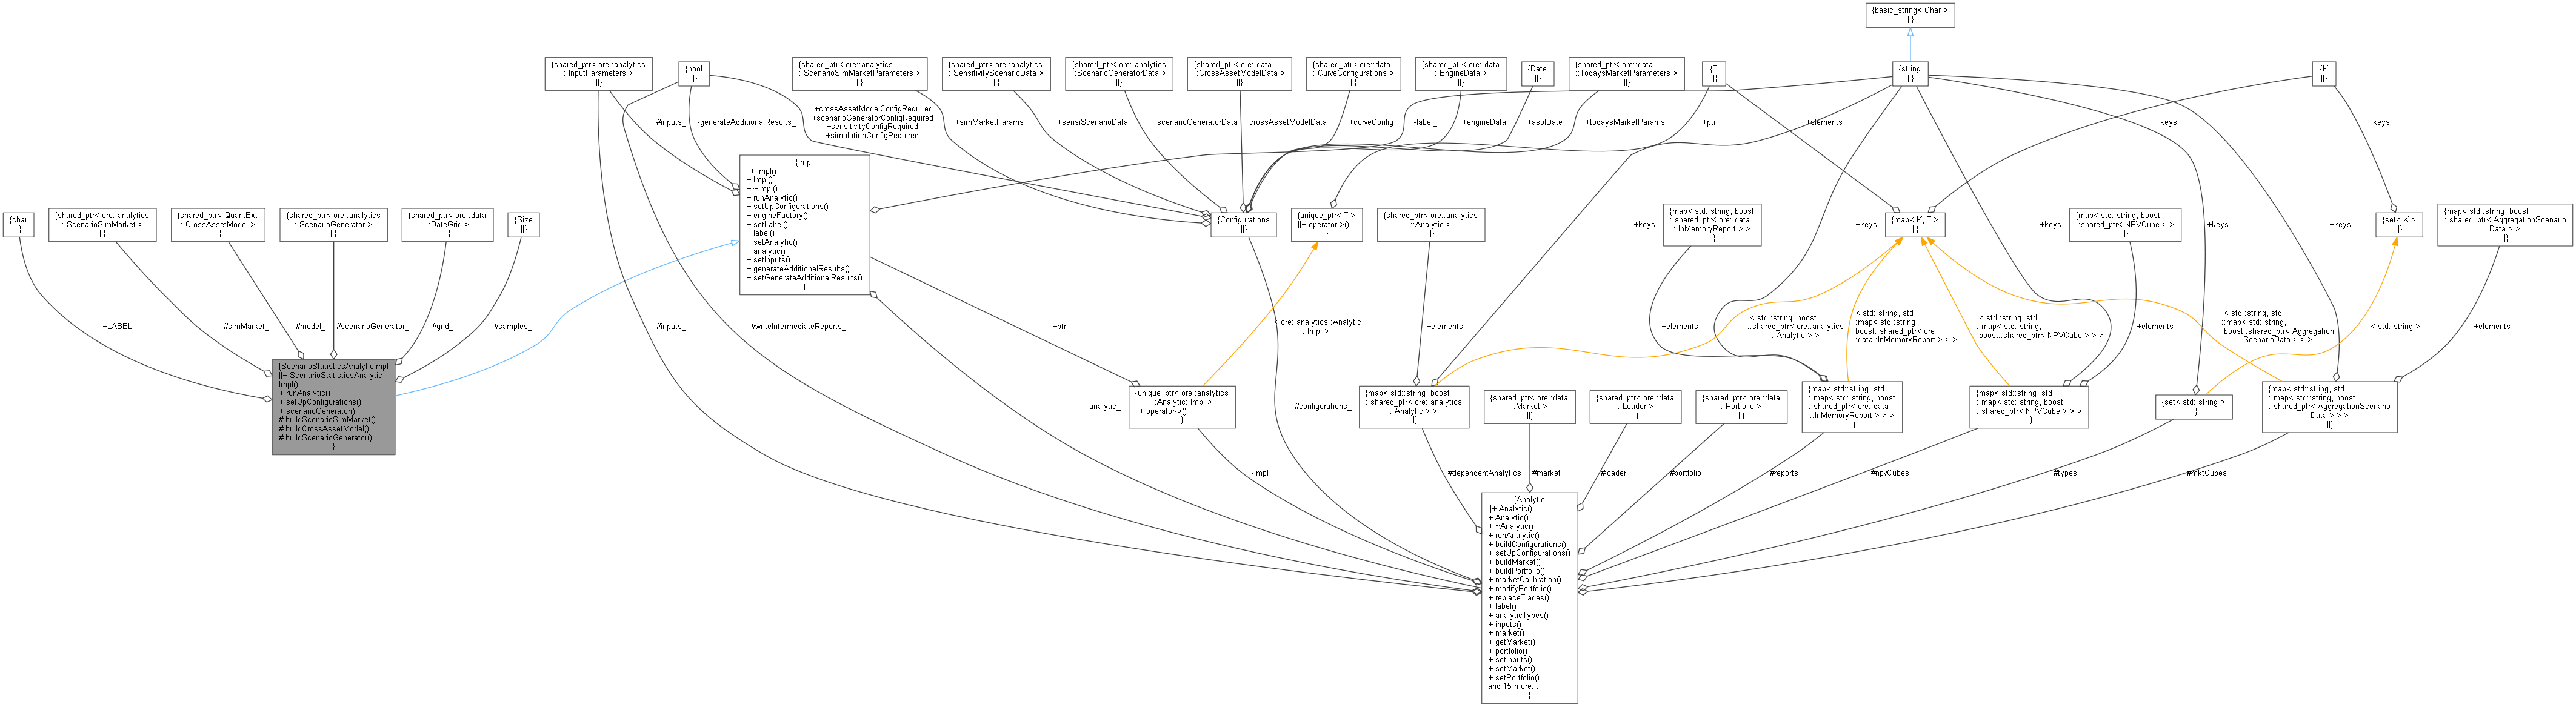 {basic_string< Char >
||}
{shared_ptr< ore::analytics
::InputParameters >
||}
{bool
||}
{shared_ptr< ore::analytics
::ScenarioSimMarketParameters >
||}
{shared_ptr< ore::analytics
::SensitivityScenarioData >
||}
{shared_ptr< ore::analytics
::ScenarioGeneratorData >
||}
{shared_ptr< ore::data
::CrossAssetModelData >
||}
{shared_ptr< ore::data
::CurveConfigurations >
||}
{shared_ptr< ore::data
::EngineData >
||}
{Date
||}
{shared_ptr< ore::data
::TodaysMarketParameters >
||}
{T
||}
{string
||}
{K
||}
#inputs_
-generateAdditionalResults_
+crossAssetModelConfigRequired
+scenarioGeneratorConfigRequired
+sensitivityConfigRequired
+simulationConfigRequired
+simMarketParams
+sensiScenarioData
+scenarioGeneratorData
+crossAssetModelData
+curveConfig
-label_
+engineData
+asofDate
+todaysMarketParams
+ptr
+elements
+keys
+keys
{Impl
||+ Impl()
+ Impl()
+ ~Impl()
+ runAnalytic()
+ setUpConfigurations()
+ engineFactory()
+ setLabel()
+ label()
+ setAnalytic()
+ analytic()
+ setInputs()
+ generateAdditionalResults()
+ setGenerateAdditionalResults()
}
{char
||}
{shared_ptr< ore::analytics
::ScenarioSimMarket >
||}
{shared_ptr< QuantExt
::CrossAssetModel >
||}
{shared_ptr< ore::analytics
::ScenarioGenerator >
||}
{shared_ptr< ore::data
::DateGrid >
||}
{Size
||}
{Configurations
||}
{unique_ptr< T >
||+ operator->()
}
{shared_ptr< ore::analytics
::Analytic >
||}
+keys
{map< std::string, boost
::shared_ptr< ore::data
::InMemoryReport > >
||}
+keys
{map< K, T >
||}
+keys
{map< std::string, boost
::shared_ptr< NPVCube > >
||}
+keys
+keys
{set< K >
||}
{map< std::string, boost
::shared_ptr< AggregationScenario
Data > >
||}
+LABEL
#simMarket_
#model_
#scenarioGenerator_
#grid_
#samples_
#inputs_
#writeIntermediateReports_
+ptr
< ore::analytics::Analytic
::Impl >
+elements
< std::string, boost
::shared_ptr< ore::analytics
::Analytic > >
+elements
< std::string, std
::map< std::string,
boost::shared_ptr< ore
::data::InMemoryReport > > >
< std::string, std
::map< std::string,
boost::shared_ptr< NPVCube > > >
+elements
< std::string, std
::map< std::string,
boost::shared_ptr< Aggregation
ScenarioData > > >
< std::string >
+elements
{ScenarioStatisticsAnalyticImpl
||+ ScenarioStatisticsAnalytic
Impl()
+ runAnalytic()
+ setUpConfigurations()
+ scenarioGenerator()
# buildScenarioSimMarket()
# buildCrossAssetModel()
# buildScenarioGenerator()
}
-analytic_
{unique_ptr< ore::analytics
::Analytic::Impl >
||+ operator->()
}
#configurations_
{map< std::string, boost
::shared_ptr< ore::analytics
::Analytic > >
||}
{shared_ptr< ore::data
::Market >
||}
{shared_ptr< ore::data
::Loader >
||}
{shared_ptr< ore::data
::Portfolio >
||}
{map< std::string, std
::map< std::string, boost
::shared_ptr< ore::data
::InMemoryReport > > >
||}
{map< std::string, std
::map< std::string, boost
::shared_ptr< NPVCube > > >
||}
{set< std::string >
||}
{map< std::string, std
::map< std::string, boost
::shared_ptr< AggregationScenario
Data > > >
||}
-impl_
#dependentAnalytics_
#market_
#loader_
#portfolio_
#reports_
#npvCubes_
#types_
#mktCubes_
{Analytic
||+ Analytic()
+ Analytic()
+ ~Analytic()
+ runAnalytic()
+ buildConfigurations()
+ setUpConfigurations()
+ buildMarket()
+ buildPortfolio()
+ marketCalibration()
+ modifyPortfolio()
+ replaceTrades()
+ label()
+ analyticTypes()
+ inputs()
+ market()
+ getMarket()
+ portfolio()
+ setInputs()
+ setMarket()
+ setPortfolio()
and 15 more...
}